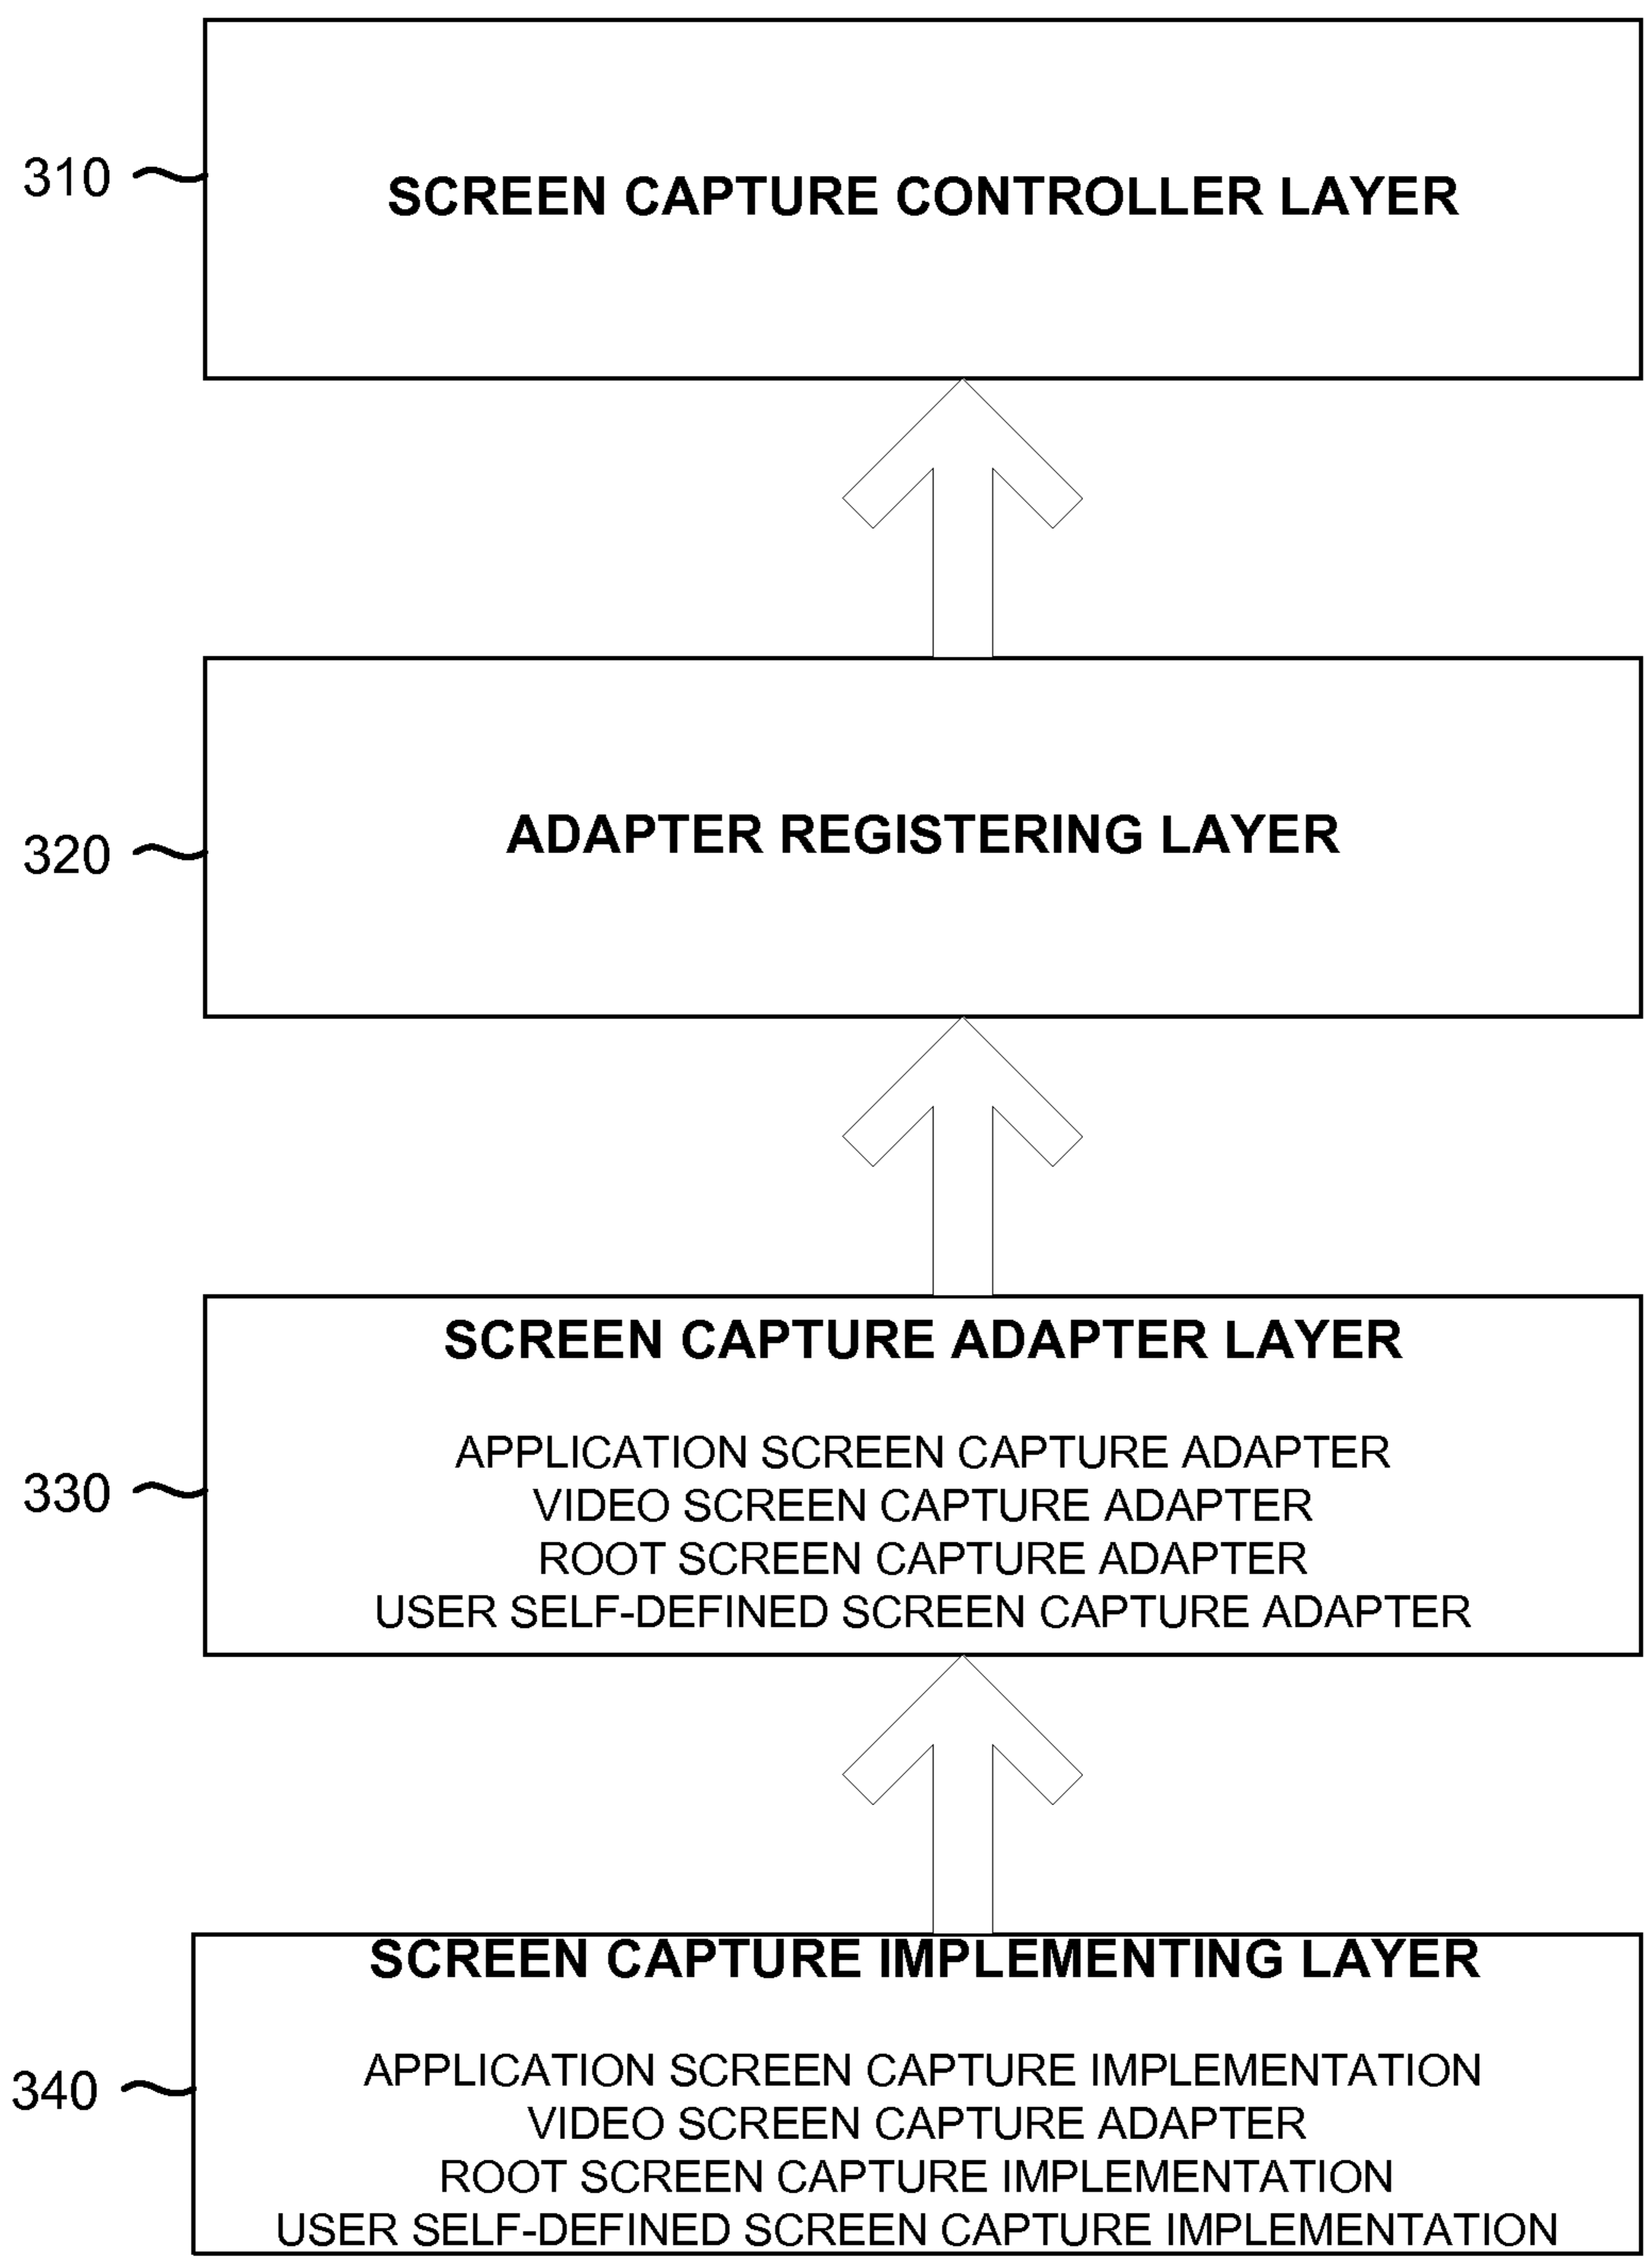 310
SCREEN CAPTURE CONTROLLER LAYER
320
ADAPTER REGISTERING LAYER
SCREEN CAPTURE ADAPTER LAYER
APPLICATION SCREEN CAPTURE ADAPTER
330
VIDEO SCREEN CAPTURE ADAPTER
ROOT SCREEN CAPTURE ADAPTER
USER SELF-DEFINED SCREEN CAPTURE ADAPTER
SCREEN CAPTURE IMPLEMENTING LAYER
APPLICATION SCREEN CAPTURE IMPLEMENTATION
340
VIDEO SCREEN CAPTURE ADAPTER
ROOT SCREEN CAPTURE IMPLEMENTATION
USER SELF-DEFINED SCREEN CAPTURE IMPLEMENTATION